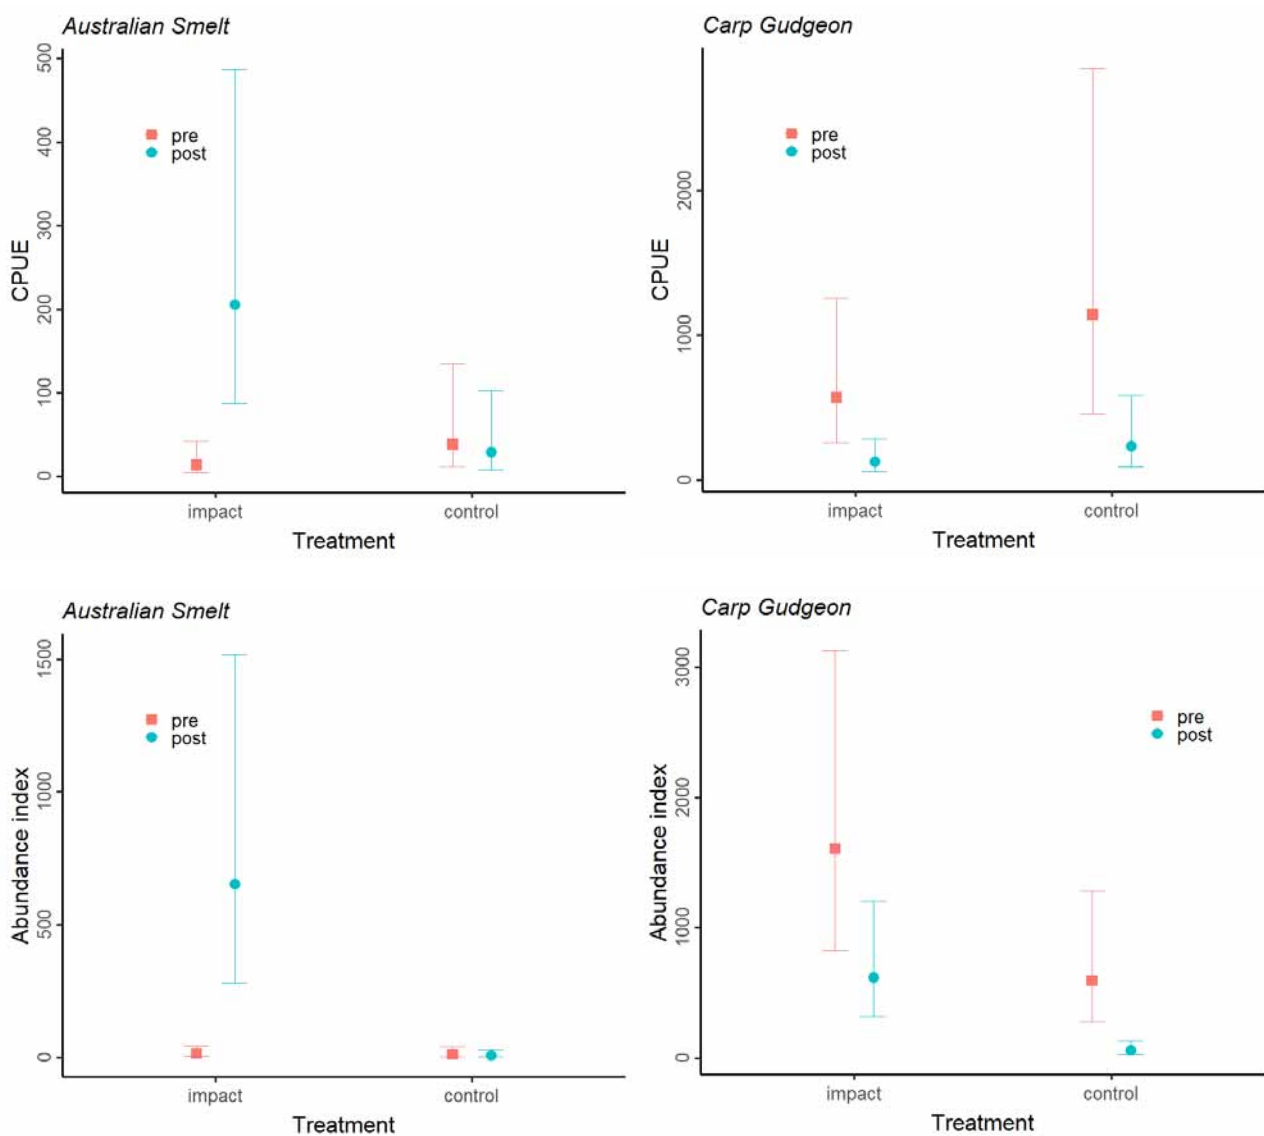 Australian Smelt
500
400
300
200
100
0
CPUE
pre
post
impact control
Treatment
Carp Gudgeon
2000
1000
0
CPUE
pre
post
impact control
Treatment
Australian Smelt
1500
1000
500
0
Abundance index
pre
post
impact control
Treatment
Carp Gudgeon
3000
2000
1000
0
Abundance index
pre
post
impact control
Treatment